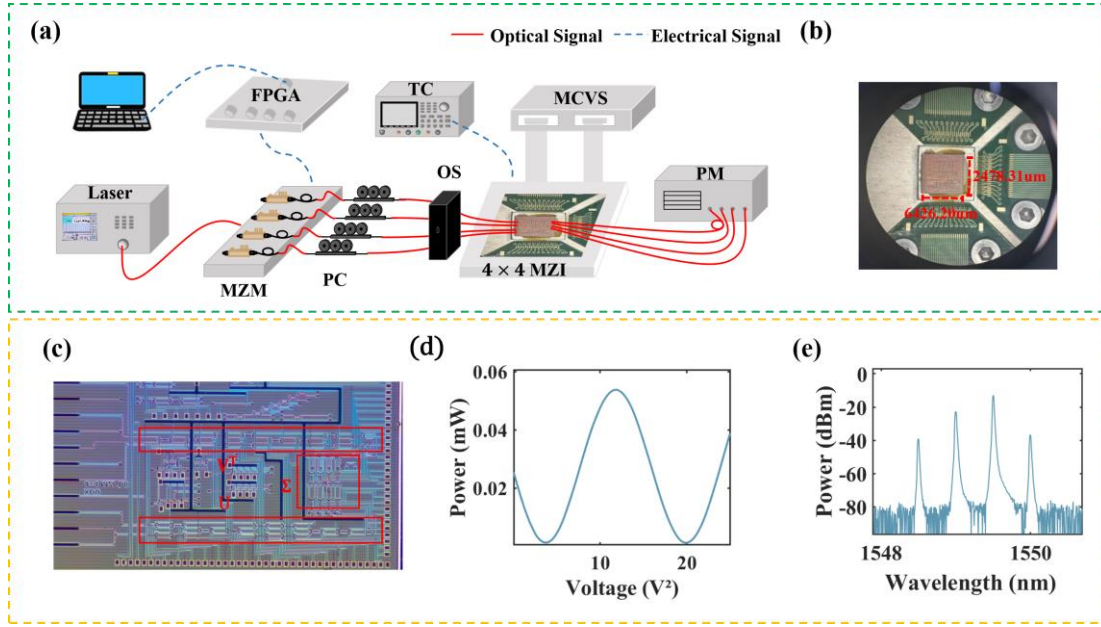 (a)
Optical Signal
Electrical Signal
(b)
FPGA
TC
MCVS
Laser
OS
PM
MZM
PC
4 × 4 MZI
2478.31um
6426.20um
(c)
V^T
U
Σ
(d)
0.06
0.04
0.02
10
20
Power (mW)
Voltage (V²)
(e)
0
-20
-40
-60
-80
1548
1550
Power (dBm)
Wavelength (nm)